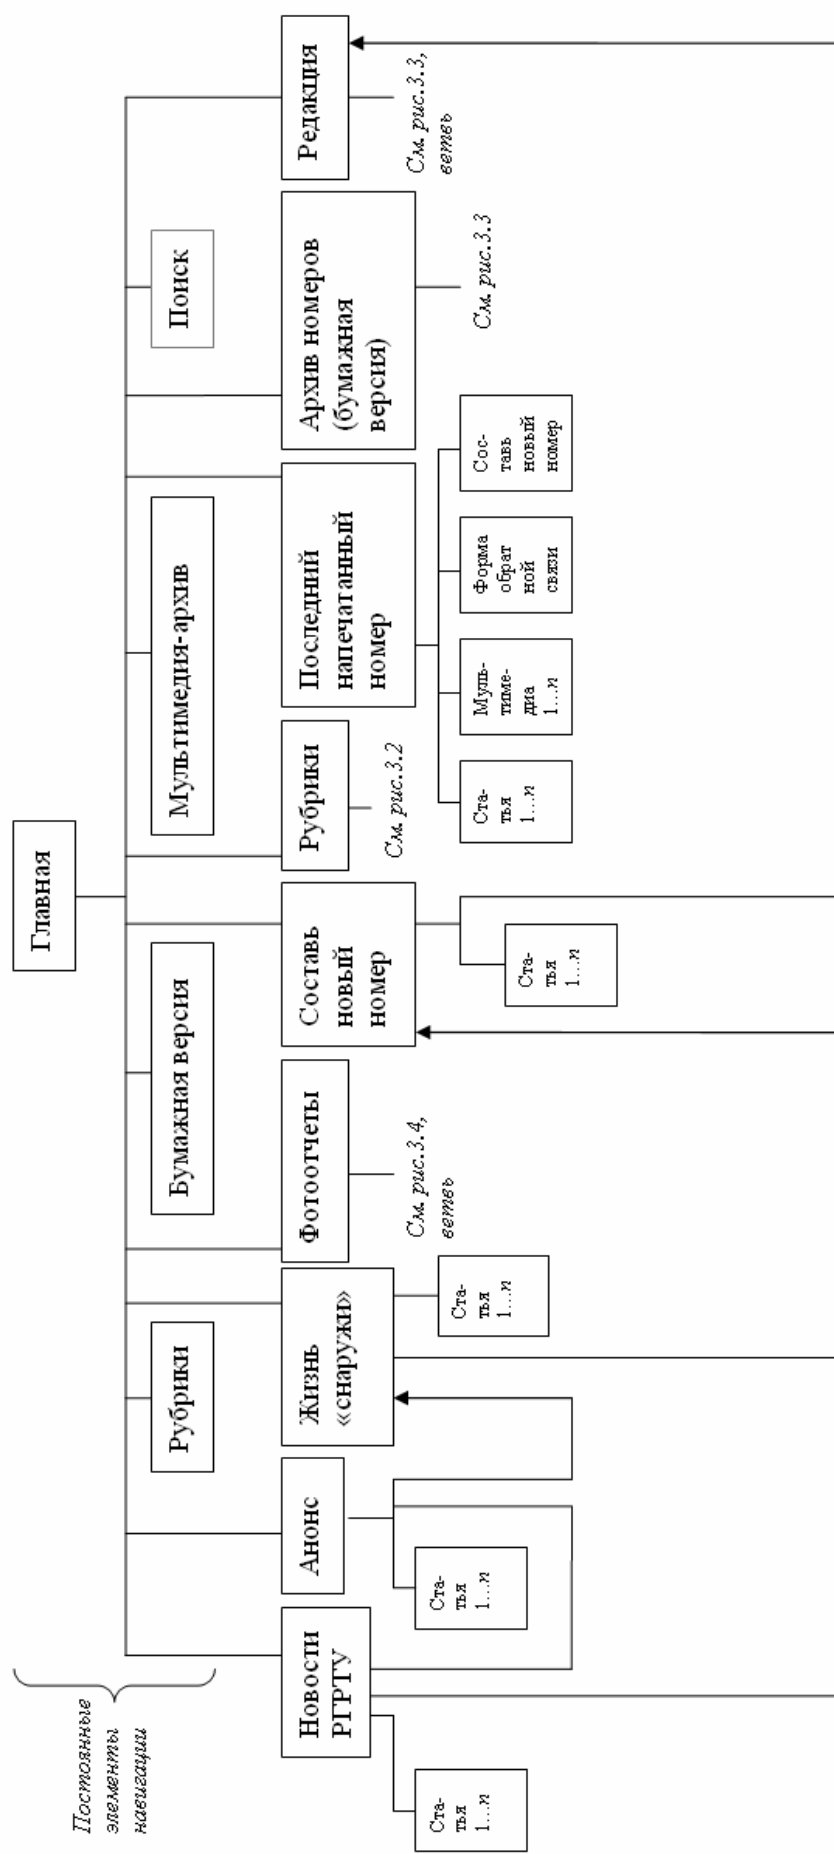 Главная
Постоянные
элементы
навигации
Рубрики
Бумажная версия
Мультимедия-архив
Поиск
Новости
РГРТУ
Анонс
Жизнь
«снаружи»
Фотоотчеты
Составь
новый
номер
Рубрики
Последний
напечатанный
номер
Архив номеров
(бумажная
версия)
Редакция
Ста-
тья
1...n
Ста-
тья
1...n
Ста-
тья
1...n
См. рис.3.4,
ветвь
Ста-
тья
1...n
См. рис.3.2
Ста-
тья
1...n
Муль-
тиме-
диа
1...n
Форма
обрат
ной
связи
Сос-
тавь
новый
номер
См. рис.3.3
См. рис.3.3,
ветвь